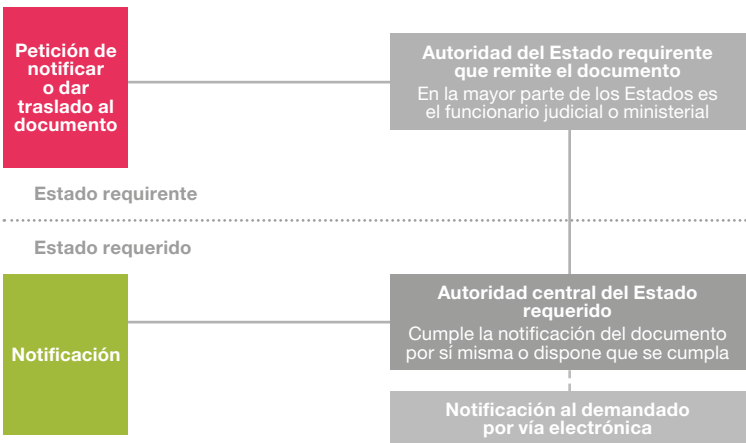 Petición de
notificar
o dar
traslado al
documento
Autoridad del Estado requirente
que remite el documento
En la mayor parte de los Estados es
el funcionario judicial o ministerial
Estado requirente
Estado requerido
Notificación
Autoridad central del Estado
requerido
Cumple la notificación del documento
por sí misma o dispone que se cumpla
Notificación al demandado
por vía electrónica